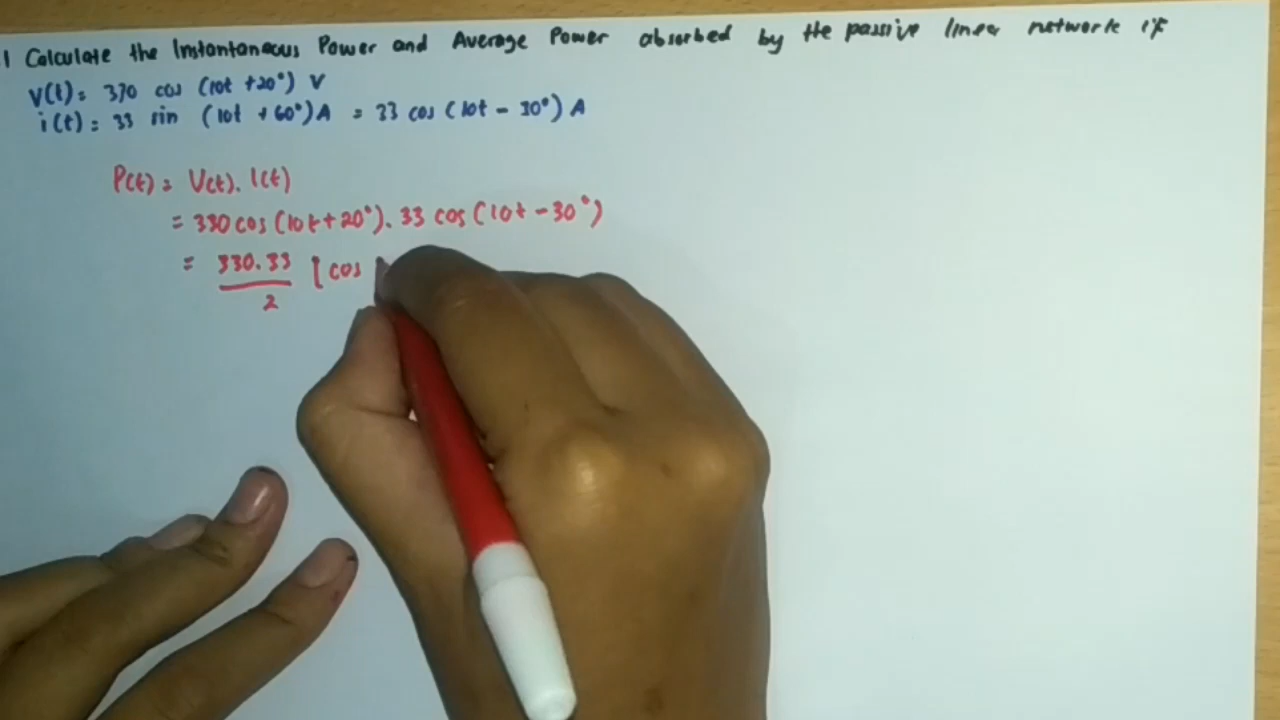 1 Calculate the Instantaneous Power and Average Power absorbed by the passive linear network if
V(t) = 330 cos (10t +20°) V
i(t) = 33 sin (10t + 60°) A = 33 cos (10t - 30°) A
P(t) = V(t). I(t)
= 330 cos (10t + 20°). 33 cos (10t - 30°)
= 330.33 [ cos
2